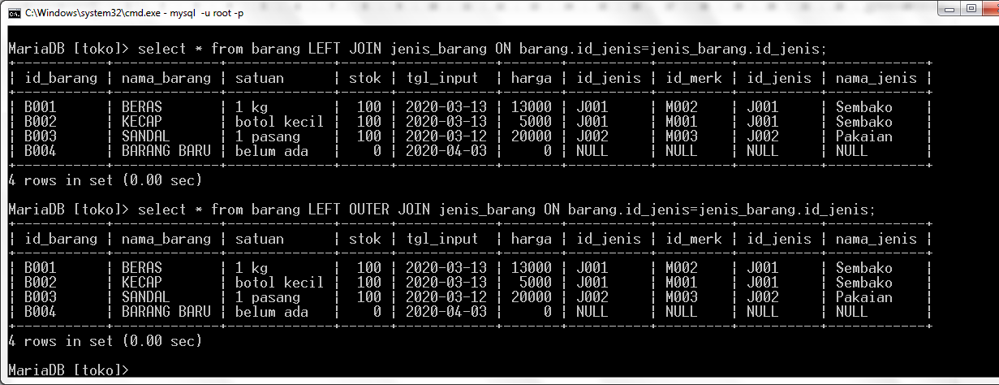 C:\Windows\system32\cmd.exe - mysql  -u root -p
MariaDB [toko]> select * from barang LEFT JOIN jenis_barang ON barang.id_jenis=jenis_barang.id_jenis;
+-----------+-------------+-------------+------+------------+-------+----------+---------+----------+------------+
| id_barang | nama_barang | satuan      | stok | tgl_input  | harga | id_jenis | id_merk | id_jenis | nama_jenis |
+-----------+-------------+-------------+------+------------+-------+----------+---------+----------+------------+
| B001      | BERAS       | 1 kg        |  100 | 2020-03-13 | 13000 | J001     | M002    | J001     | Sembako    |
| B002      | KECAP       | botol kecil |  100 | 2020-03-13 |  5000 | J001     | M001    | J001     | Sembako    |
| B003      | SANDAL      | 1 pasang    |  100 | 2020-03-12 | 20000 | J002     | M003    | J002     | Pakaian    |
| B004      | BARANG BARU | belum ada   |    0 | 2020-04-03 |     0 | NULL     | NULL    | NULL     | NULL       |
+-----------+-------------+-------------+------+------------+-------+----------+---------+----------+------------+
4 rows in set (0.00 sec)
MariaDB [toko]> select * from barang LEFT OUTER JOIN jenis_barang ON barang.id_jenis=jenis_barang.id_jenis;
+-----------+-------------+-------------+------+------------+-------+----------+---------+----------+------------+
| id_barang | nama_barang | satuan      | stok | tgl_input  | harga | id_jenis | id_merk | id_jenis | nama_jenis |
+-----------+-------------+-------------+------+------------+-------+----------+---------+----------+------------+
| B001      | BERAS       | 1 kg        |  100 | 2020-03-13 | 13000 | J001     | M002    | J001     | Sembako    |
| B002      | KECAP       | botol kecil |  100 | 2020-03-13 |  5000 | J001     | M001    | J001     | Sembako    |
| B003      | SANDAL      | 1 pasang    |  100 | 2020-03-12 | 20000 | J002     | M003    | J002     | Pakaian    |
| B004      | BARANG BARU | belum ada   |    0 | 2020-04-03 |     0 | NULL     | NULL    | NULL     | NULL       |
+-----------+-------------+-------------+------+------------+-------+----------+---------+----------+------------+
4 rows in set (0.00 sec)
MariaDB [toko]>